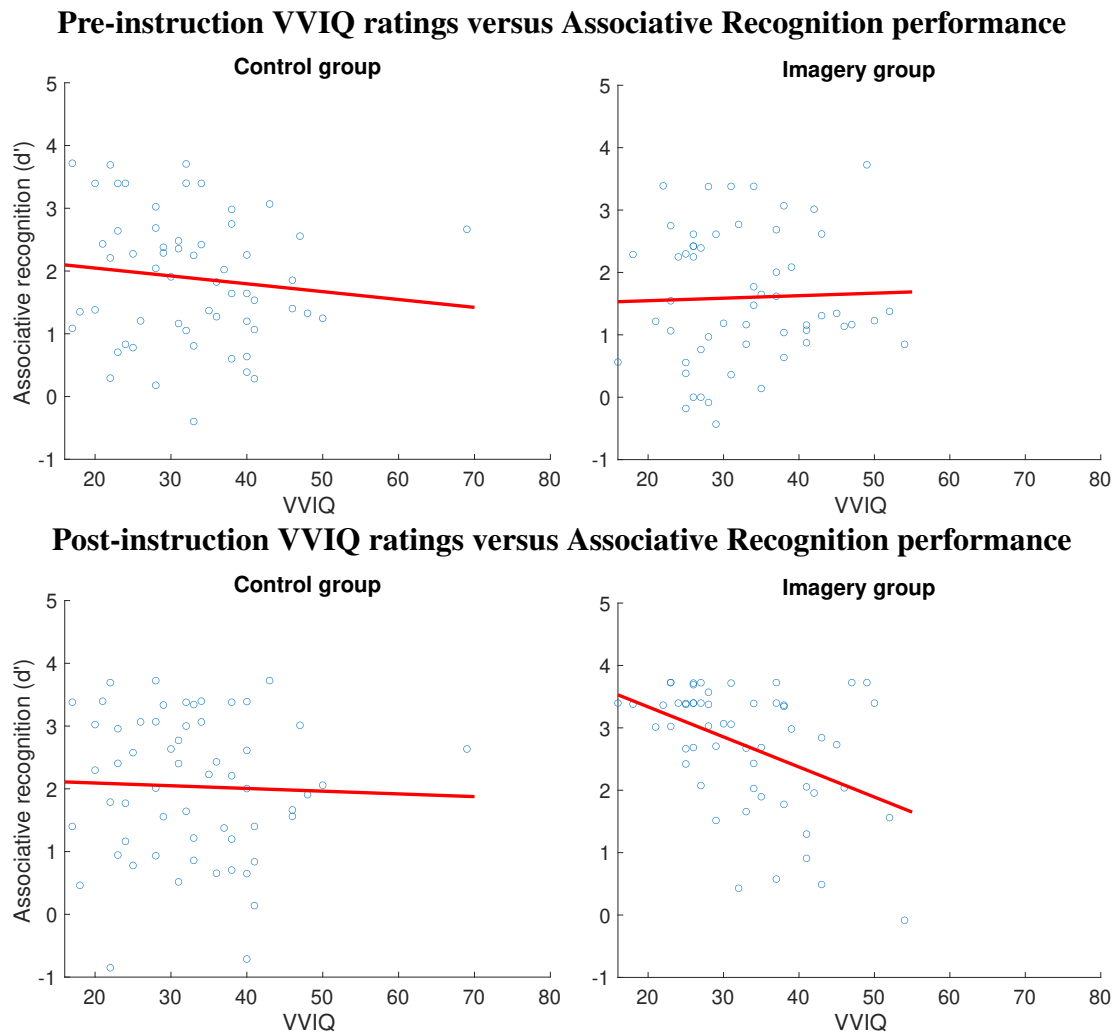 Pre-instruction VVIQ ratings versus Associative Recognition performance
Control group
Imagery group
5
4
3
2
1
0
-1
Associative recognition (d')
20 30 40 50 60 70 80
VVIQ
5
4
3
2
1
0
-1
20 30 40 50 60 70 80
VVIQ
Post-instruction VVIQ ratings versus Associative Recognition performance
Control group
Imagery group
5
4
3
2
1
0
-1
Associative recognition (d')
20 30 40 50 60 70 80
VVIQ
5
4
3
2
1
0
-1
20 30 40 50 60 70 80
VVIQ